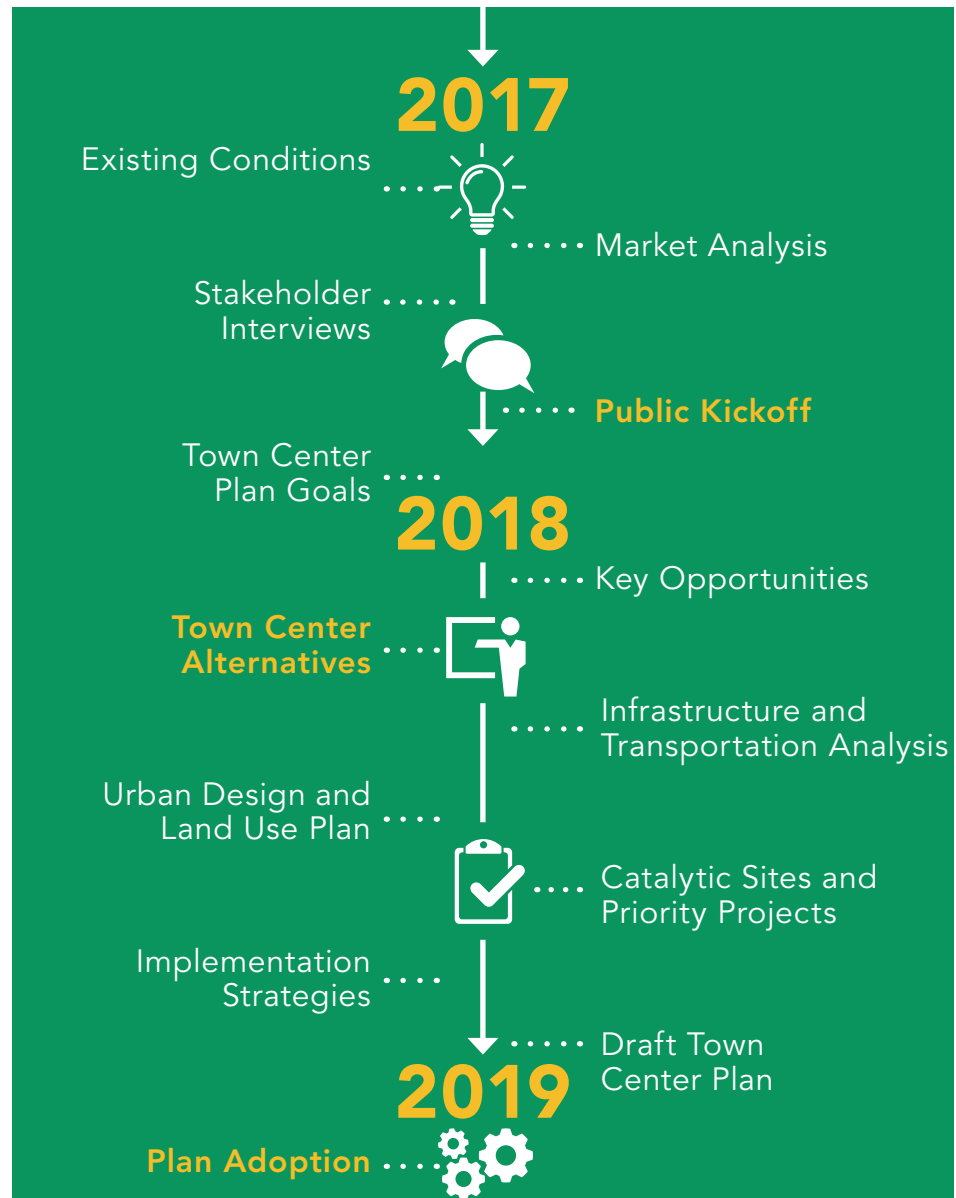 2017
Existing Conditions
Market Analysis
Stakeholder
Interviews
Public Kickoff
Town Center
Plan Goals
2018
Key Opportunities
Town Center
Alternatives
Infrastructure and
Transportation Analysis
Urban Design and
Land Use Plan
Catalytic Sites and
Priority Projects
Implementation
Strategies
Draft Town
Center Plan
2019
Plan Adoption